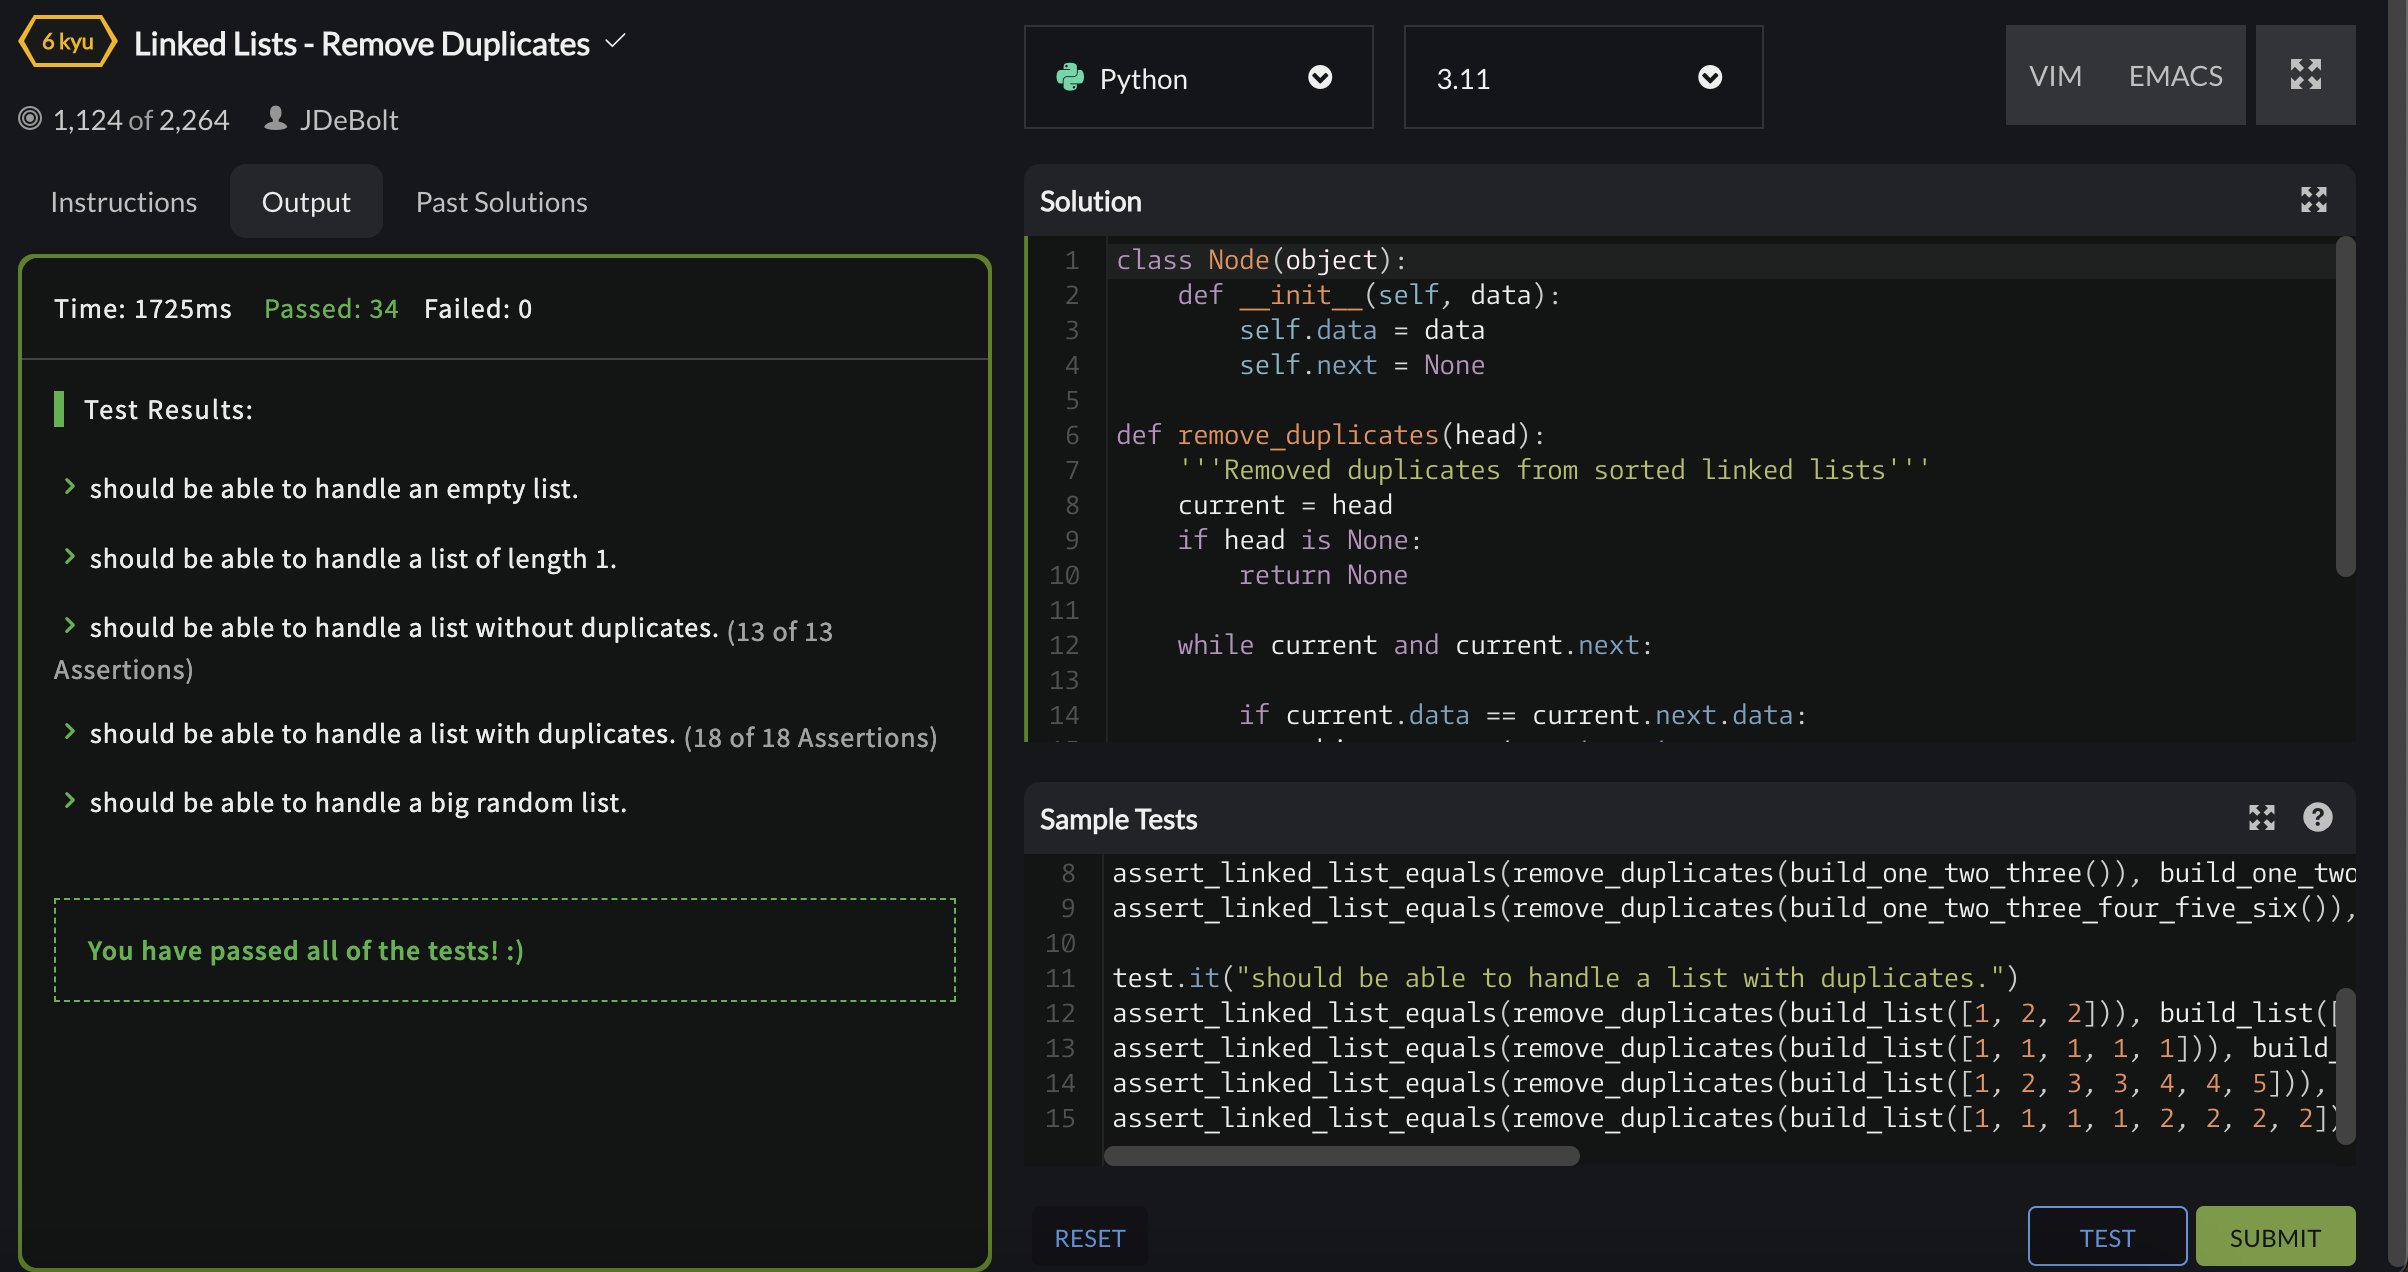 6 kyu Linked Lists - Remove Duplicates
1,124 of 2,264 JDeBolt
Instructions Output Past Solutions
Time: 1725ms Passed: 34 Failed: 0
Test Results:
should be able to handle an empty list.
should be able to handle a list of length 1.
should be able to handle a list without duplicates. (13 of 13
Assertions)
should be able to handle a list with duplicates. (18 of 18 Assertions)
should be able to handle a big random list.
You have passed all of the tests! :)
Python 3.11 VIM EMACS
Solution
1 class Node(object):
2     def __init__(self, data):
3         self.data = data
4         self.next = None
5
6 def remove_duplicates(head):
7     '''Removed duplicates from sorted linked lists'''
8     current = head
9     if head is None:
10         return None
11
12     while current and current.next:
13
14         if current.data == current.next.data:
Sample Tests
8 assert_linked_list_equals(remove_duplicates(build_one_two_three()), build_one_two
9 assert_linked_list_equals(remove_duplicates(build_one_two_three_four_five_six()),
10
11 test.it("should be able to handle a list with duplicates.")
12 assert_linked_list_equals(remove_duplicates(build_list([1, 2, 2])), build_list([
13 assert_linked_list_equals(remove_duplicates(build_list([1, 1, 1, 1, 1])), build_
14 assert_linked_list_equals(remove_duplicates(build_list([1, 2, 3, 3, 4, 4, 5])),
15 assert_linked_list_equals(remove_duplicates(build_list([1, 1, 1, 1, 2, 2, 2, 2])
RESET TEST SUBMIT